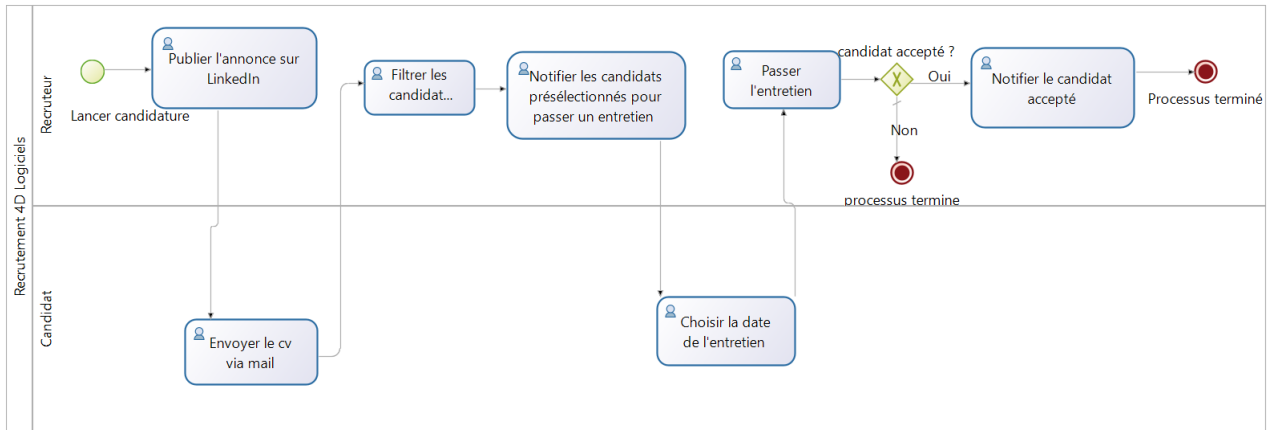 Recrutement 4D Logiciels
Recruteur
Lancer candidature
Publier l'annonce sur
LinkedIn
Filtrer les
candidat...
Notifier les candidats
présélectionnés pour
passer un entretien
Passer
l'entretien
candidat accepté ?
Oui
Non
Notifier le candidat
accepté
Processus terminé
processus termine
Candidat
Envoyer le cv
via mail
Choisir la date
de l'entretien